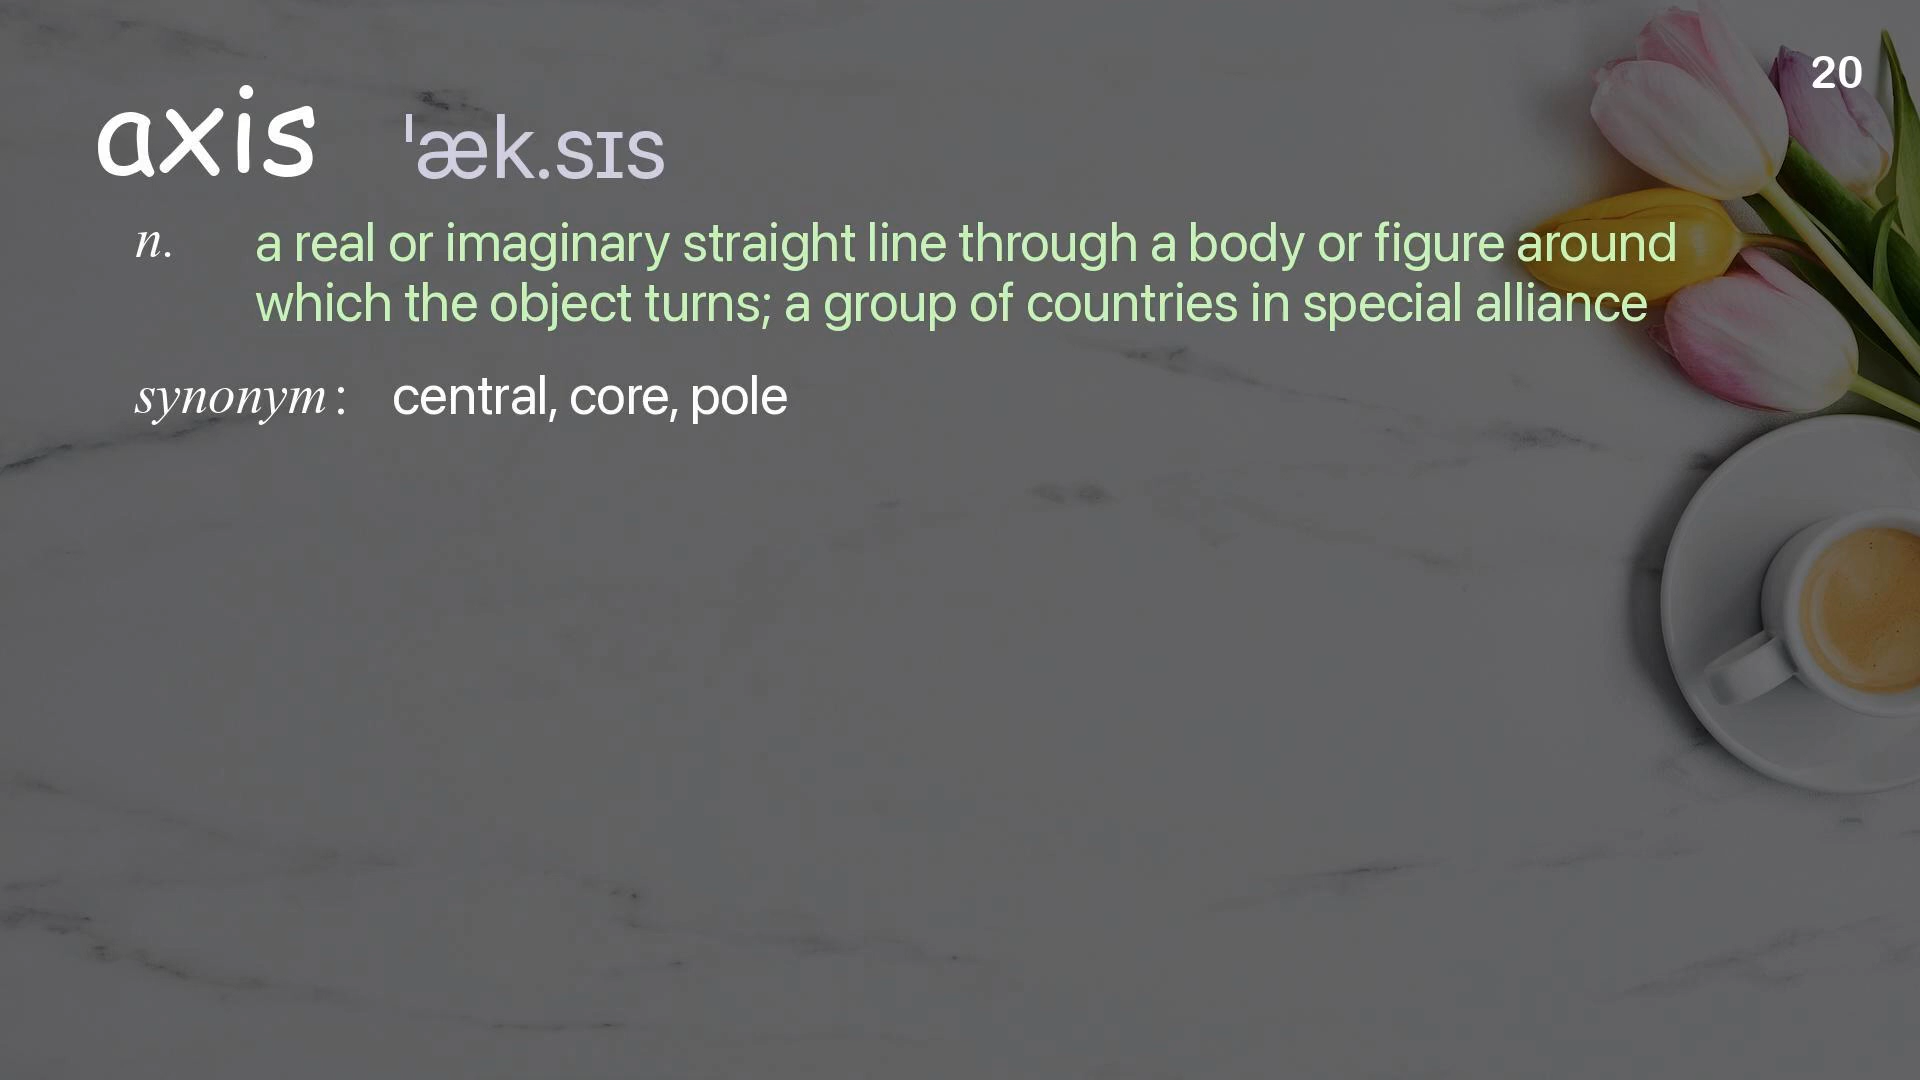 20
axis ˈæk.sɪs
n. a real or imaginary straight line through a body or figure around
which the object turns; a group of countries in special alliance
synonym: central, core, pole